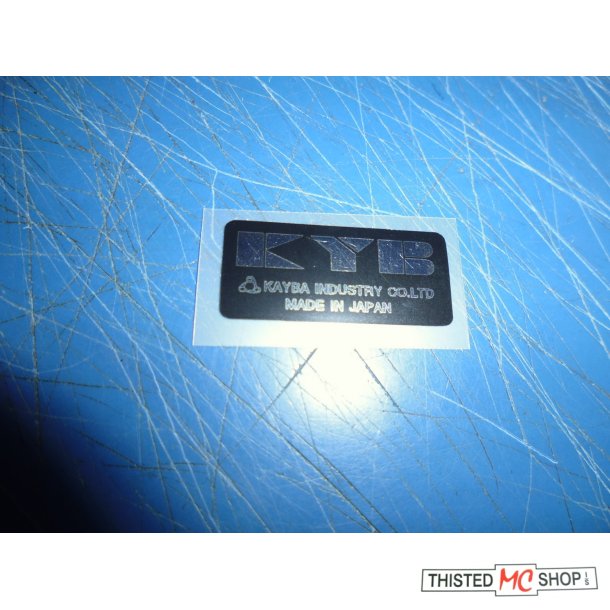 KYB
KAYBA INDUSTRY CO.LTD
MADE IN JAPAN
THISTED MC SHOP I/S